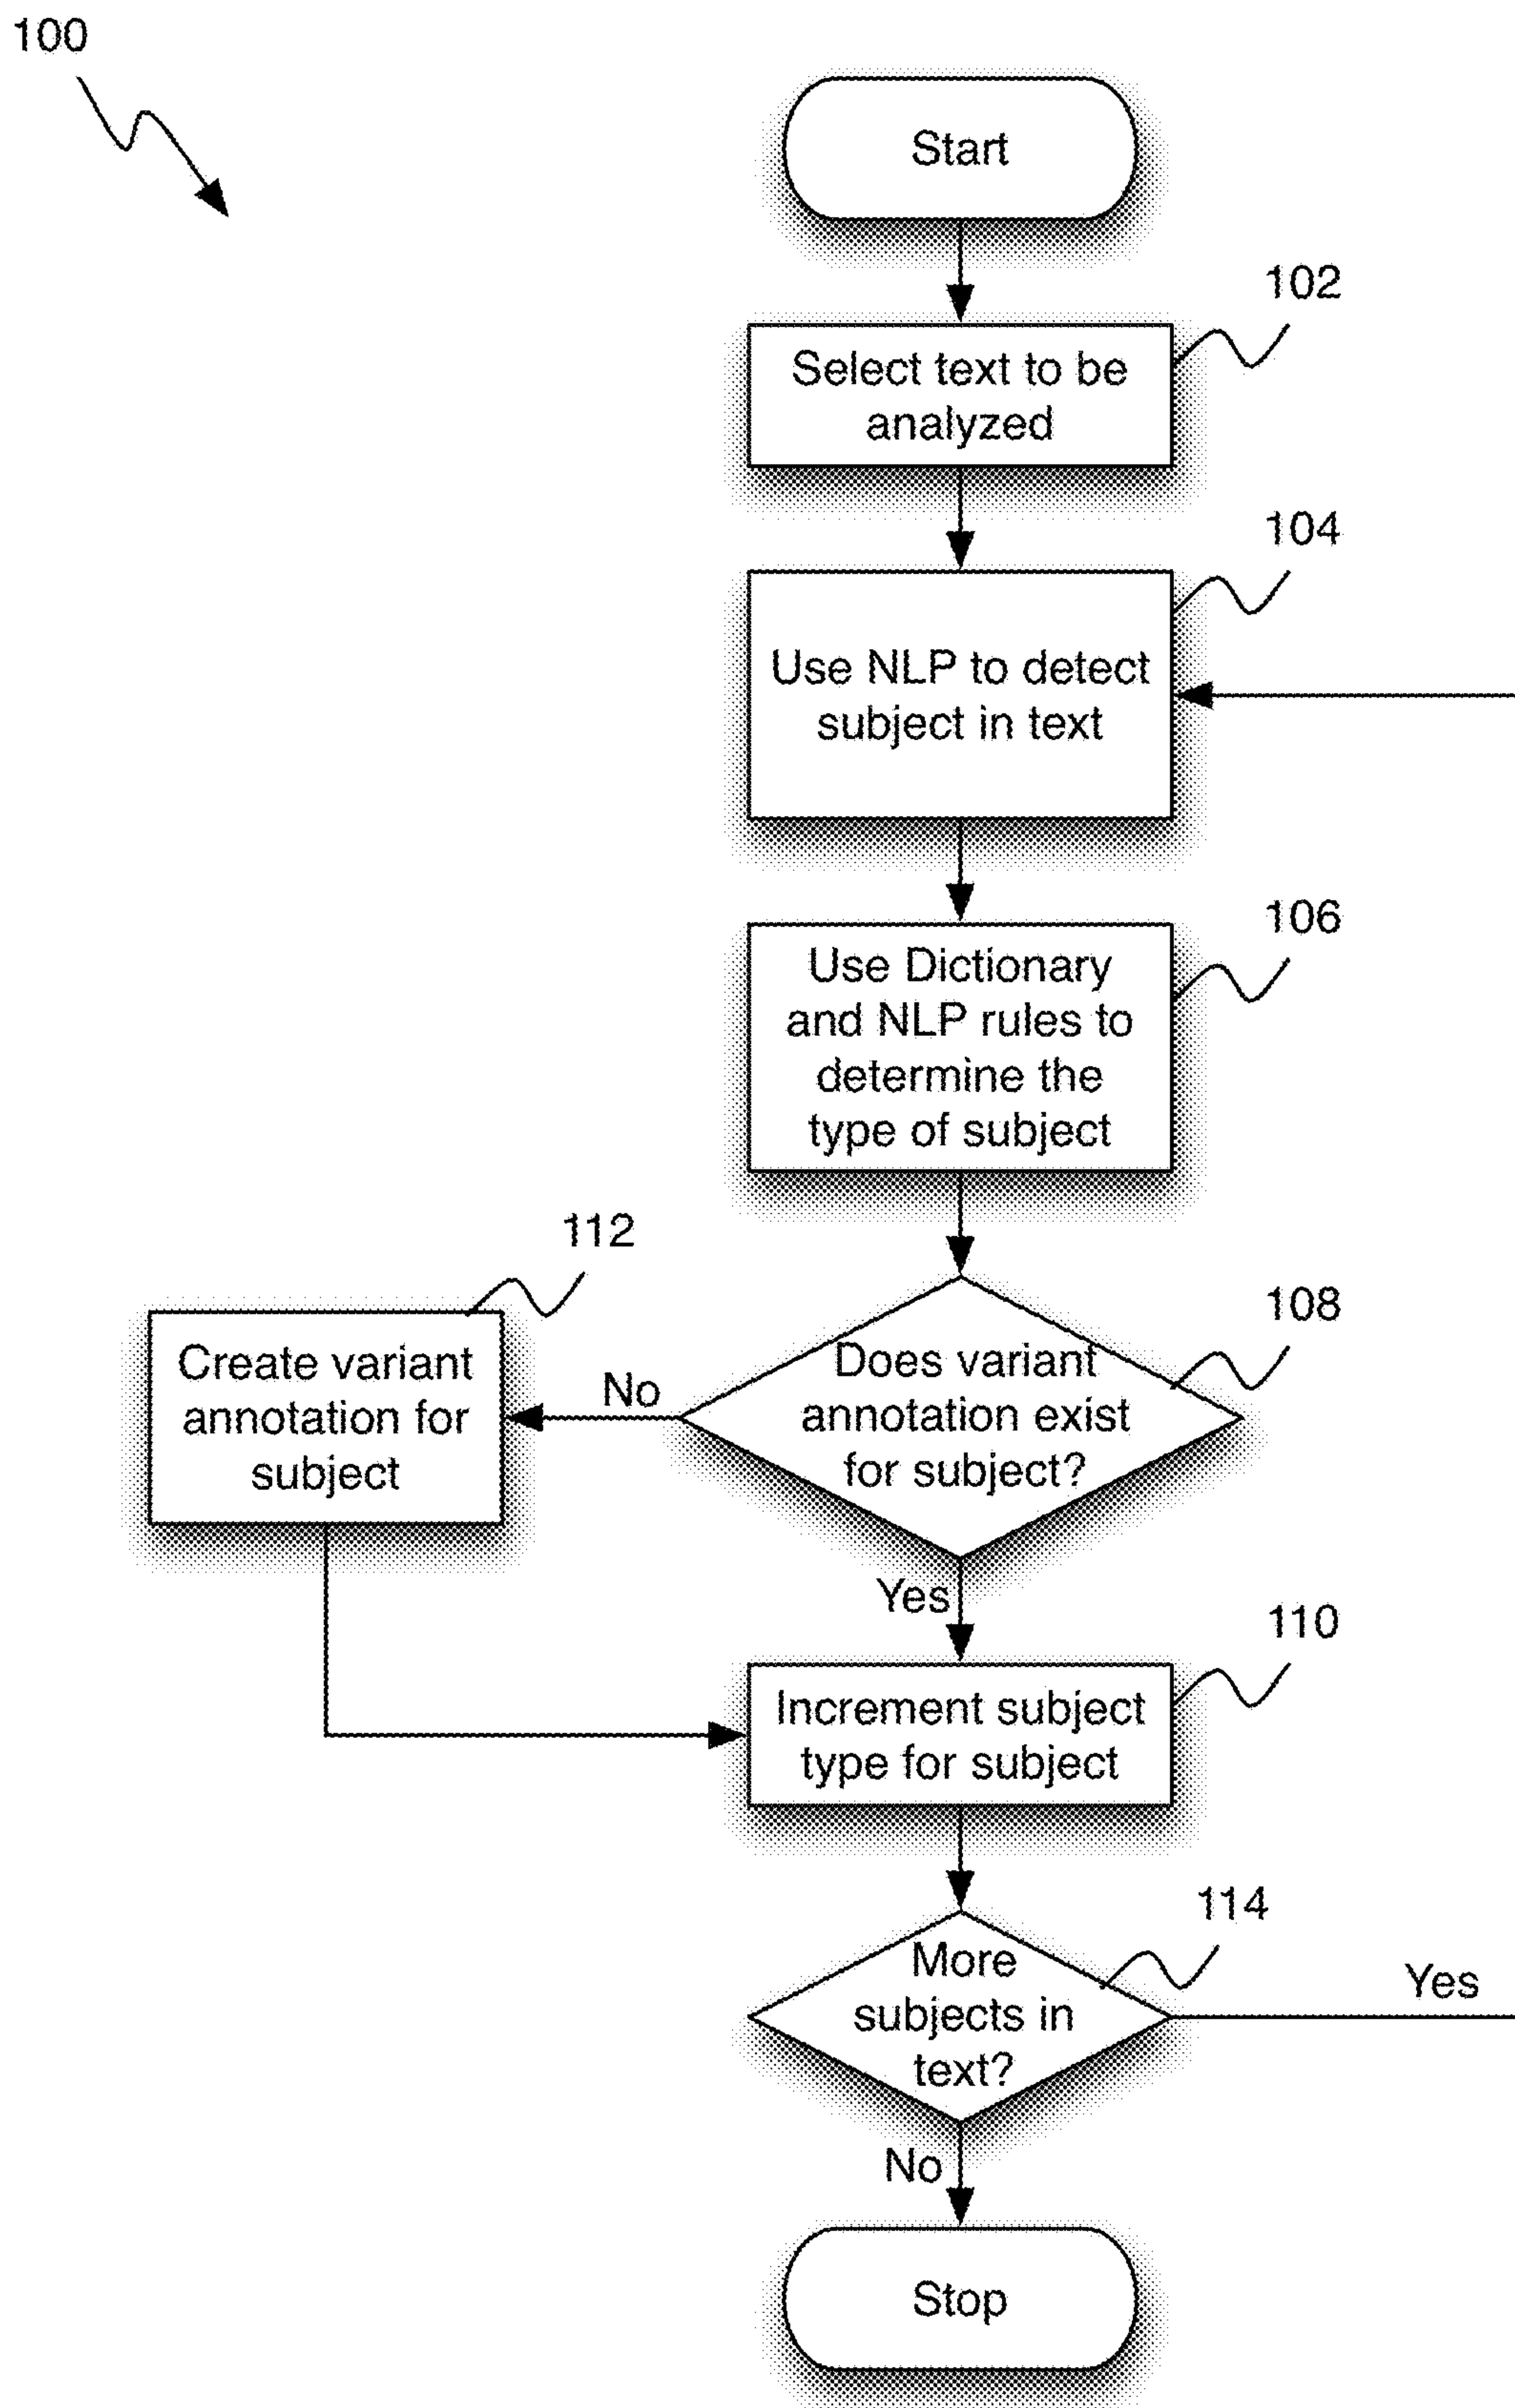 100
Start
102
Select text to be
analyzed
104
Use NLP to detect
subject in text
106
Use Dictionary
and NLP rules to
determine the
type of subject
112
Create variant
annotation for
subject
No
108
Does variant
annotation exist
for subject?
Yes
110
Increment subject
type for subject
114
More
subjects in
text?
Yes
No
Stop